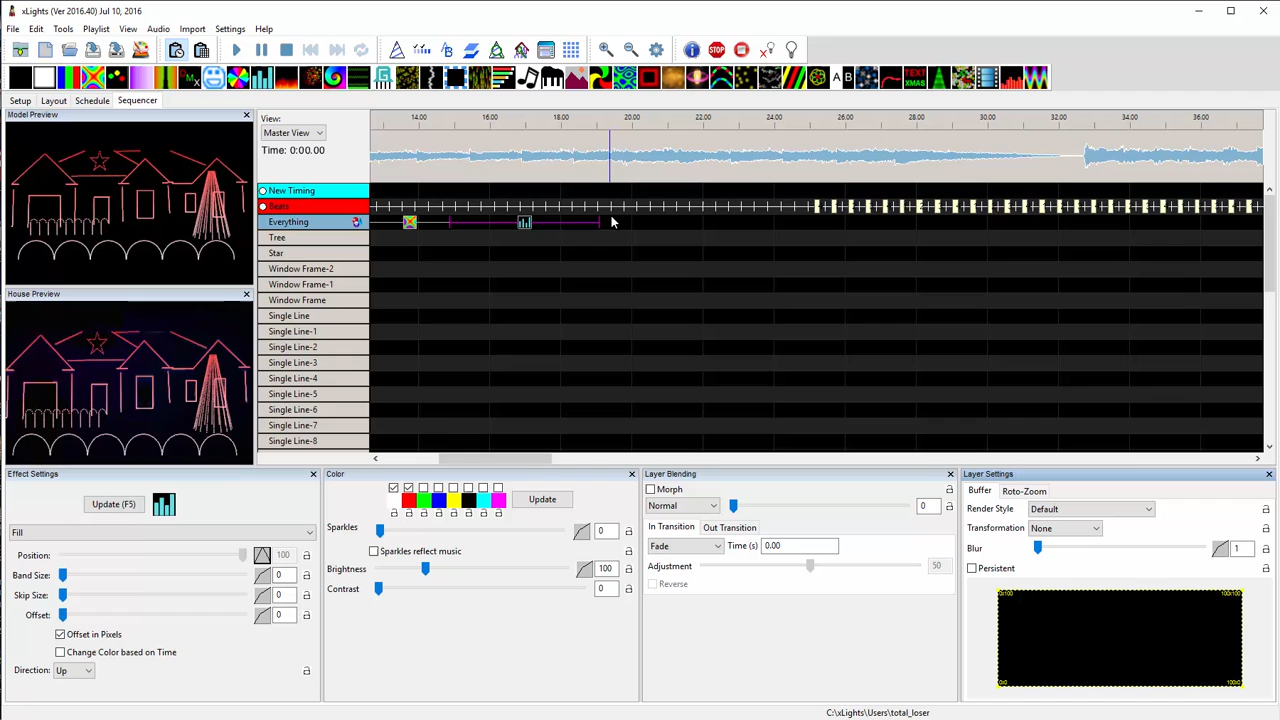 xLights (Ver 2016.40) Jul 10, 2016
File Edit Tools Playlist View Audio Import Settings Help
A B TEXT XMAS
Setup Layout Schedule Sequencer
Model Preview
View:
Master View
Time: 0:00.00
14.00 16.00 18.00 20.00 22.00 24.00 26.00 28.00 30.00 32.00 34.00 36.00
New Timing
Beats
Everything
Tree
Star
Window Frame-2
Window Frame-1
Window Frame
Single Line
Single Line-1
Single Line-2
Single Line-3
Single Line-4
Single Line-5
Single Line-6
Single Line-7
Single Line-8
House Preview
Effect Settings
Update (F5)
Fill
Position: 100
Band Size: 0
Skip Size: 0
Offset: 0
Offset in Pixels
Change Color based on Time
Direction: Up
Color
Update
Sparkles 0
Sparkles reflect music
Brightness 100
Contrast 0
Layer Blending
Morph
Normal 0
In Transition Out Transition
Fade Time (s) 0.00
Adjustment 50
Reverse
Layer Settings
Buffer Roto-Zoom
Render Style Default
Transformation None
Blur 1
Persistent
0x100 100x100
0x0 100x0
C:\xLights\Users\total_loser